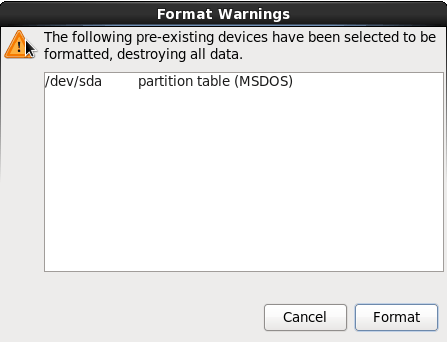 Format Warnings
The following pre-existing devices have been selected to be
formatted, destroying all data.
/dev/sda partition table (MSDOS)
Cancel Format